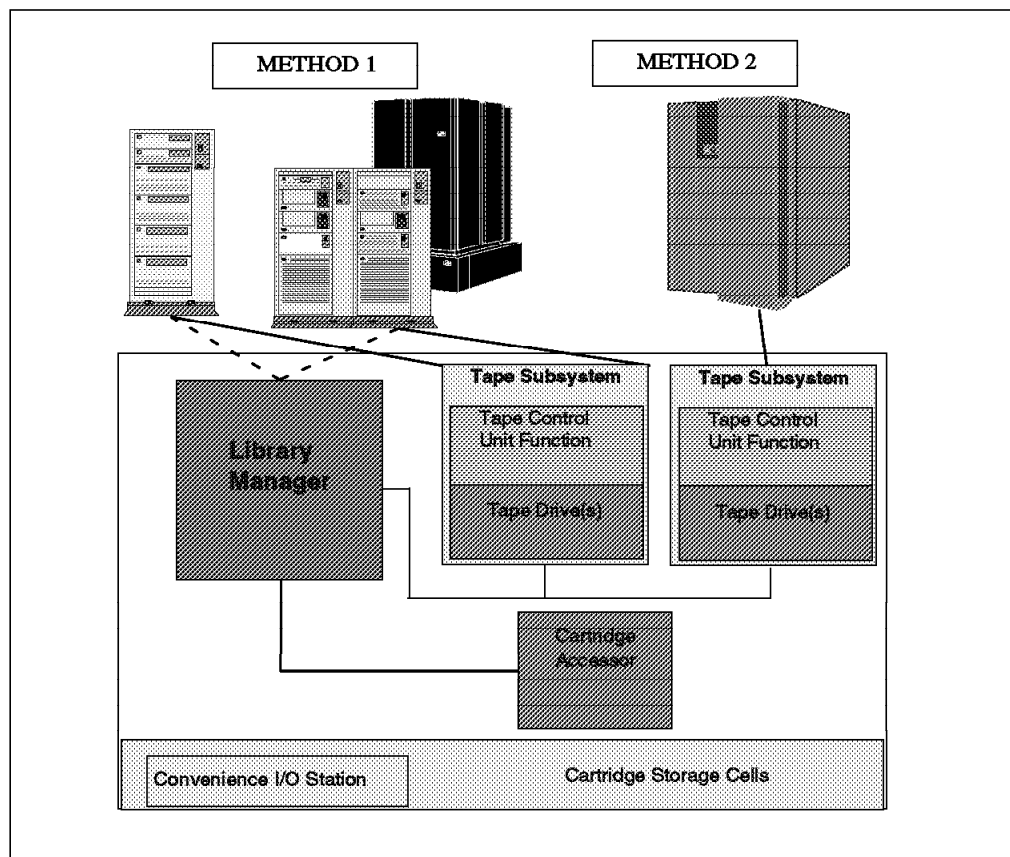 METHOD 1
METHOD 2
Tape Subsystem
Tape Control
Unit Function
Tape Drive(s)
Tape Subsystem
Tape Control
Unit Function
Tape Drive(s)
Library
Manager
Cartridge
Accessor
Convenience I/O Station
Cartridge Storage Cells